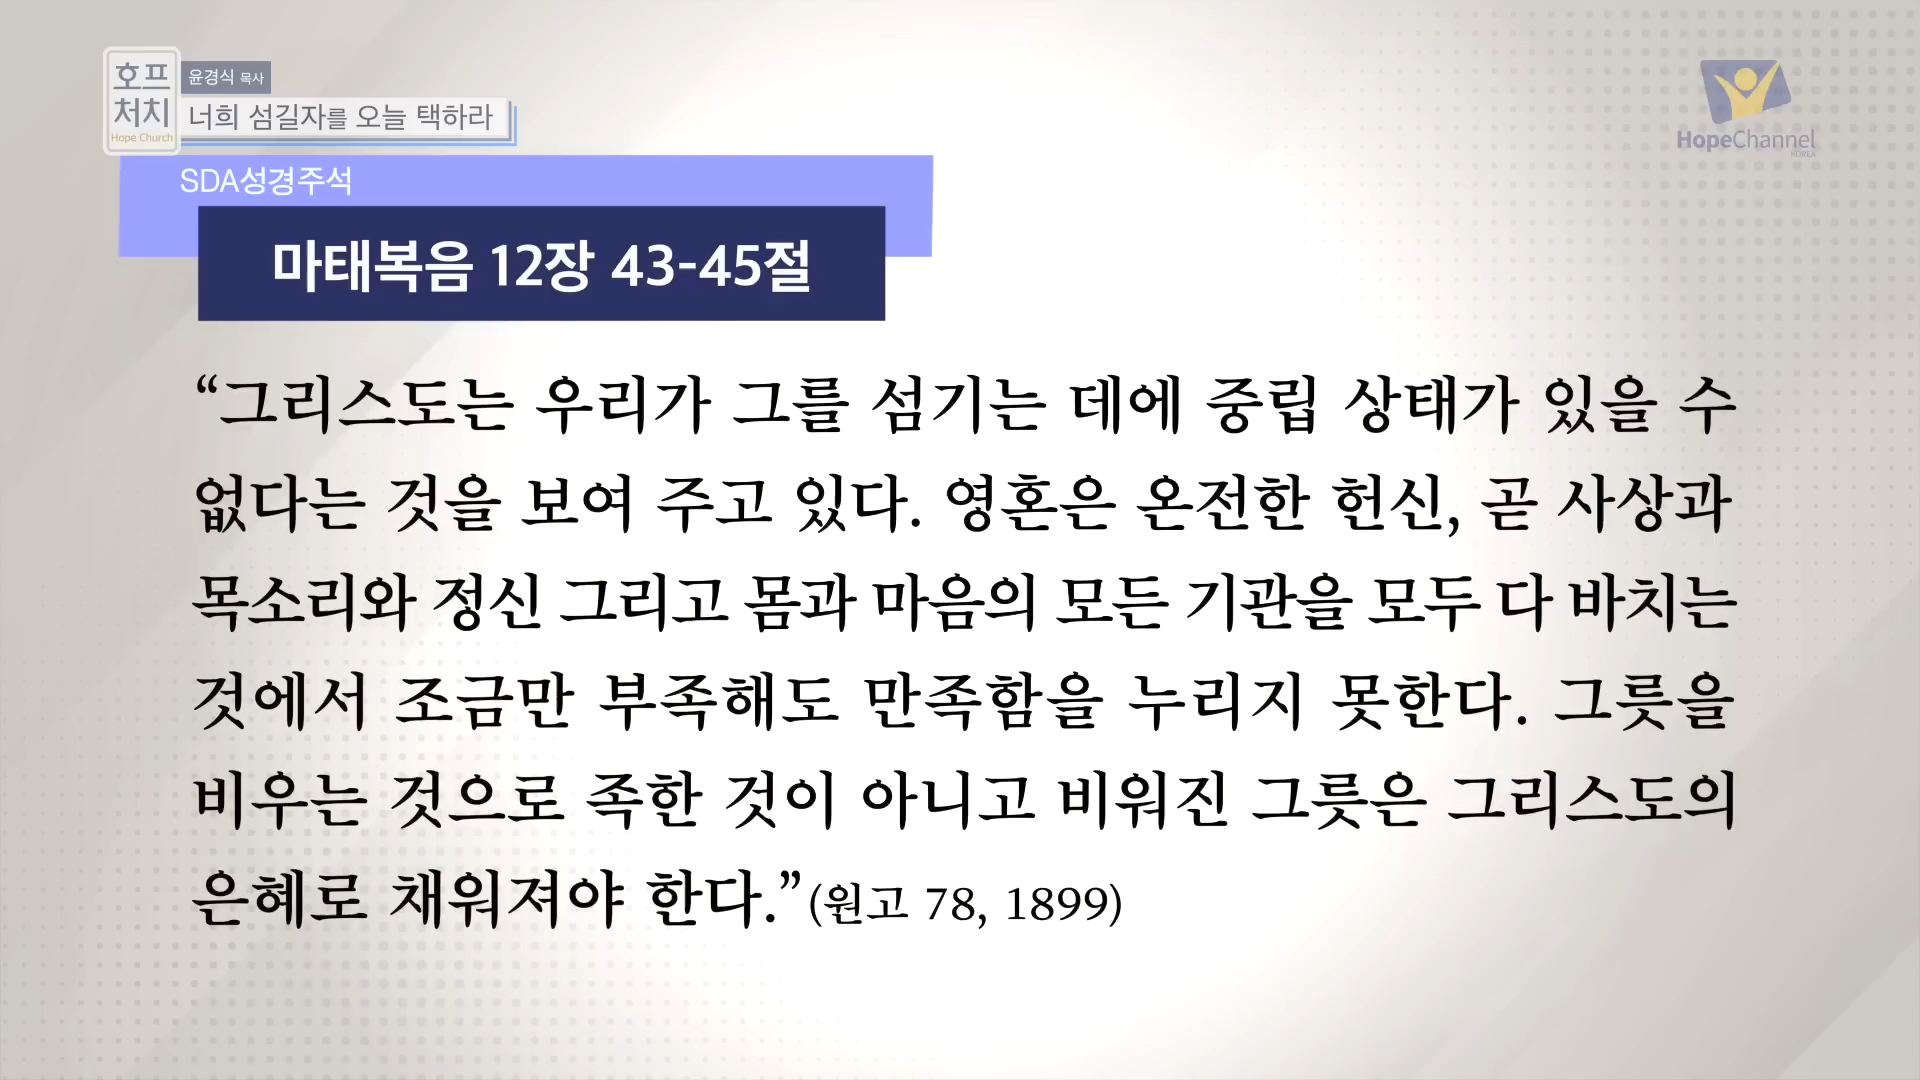 호프
처치
Hope Church
윤경식 목사
너희 섬길자를 오늘 택하라
HopeChannel
KOREA
SDA성경주석
마태복음 12장 43-45절
“그리스도는 우리가 그를 섬기는 데에 중립 상태가 있을 수
없다는 것을 보여 주고 있다. 영혼은 온전한 헌신, 곧 사상과
목소리와 정신 그리고 몸과 마음의 모든 기관을 모두 다 바치는
것에서 조금만 부족해도 만족함을 누리지 못한다. 그릇을
비우는 것으로 족한 것이 아니고 비워진 그릇은 그리스도의
은혜로 채워져야 한다.”(원고 78, 1899)